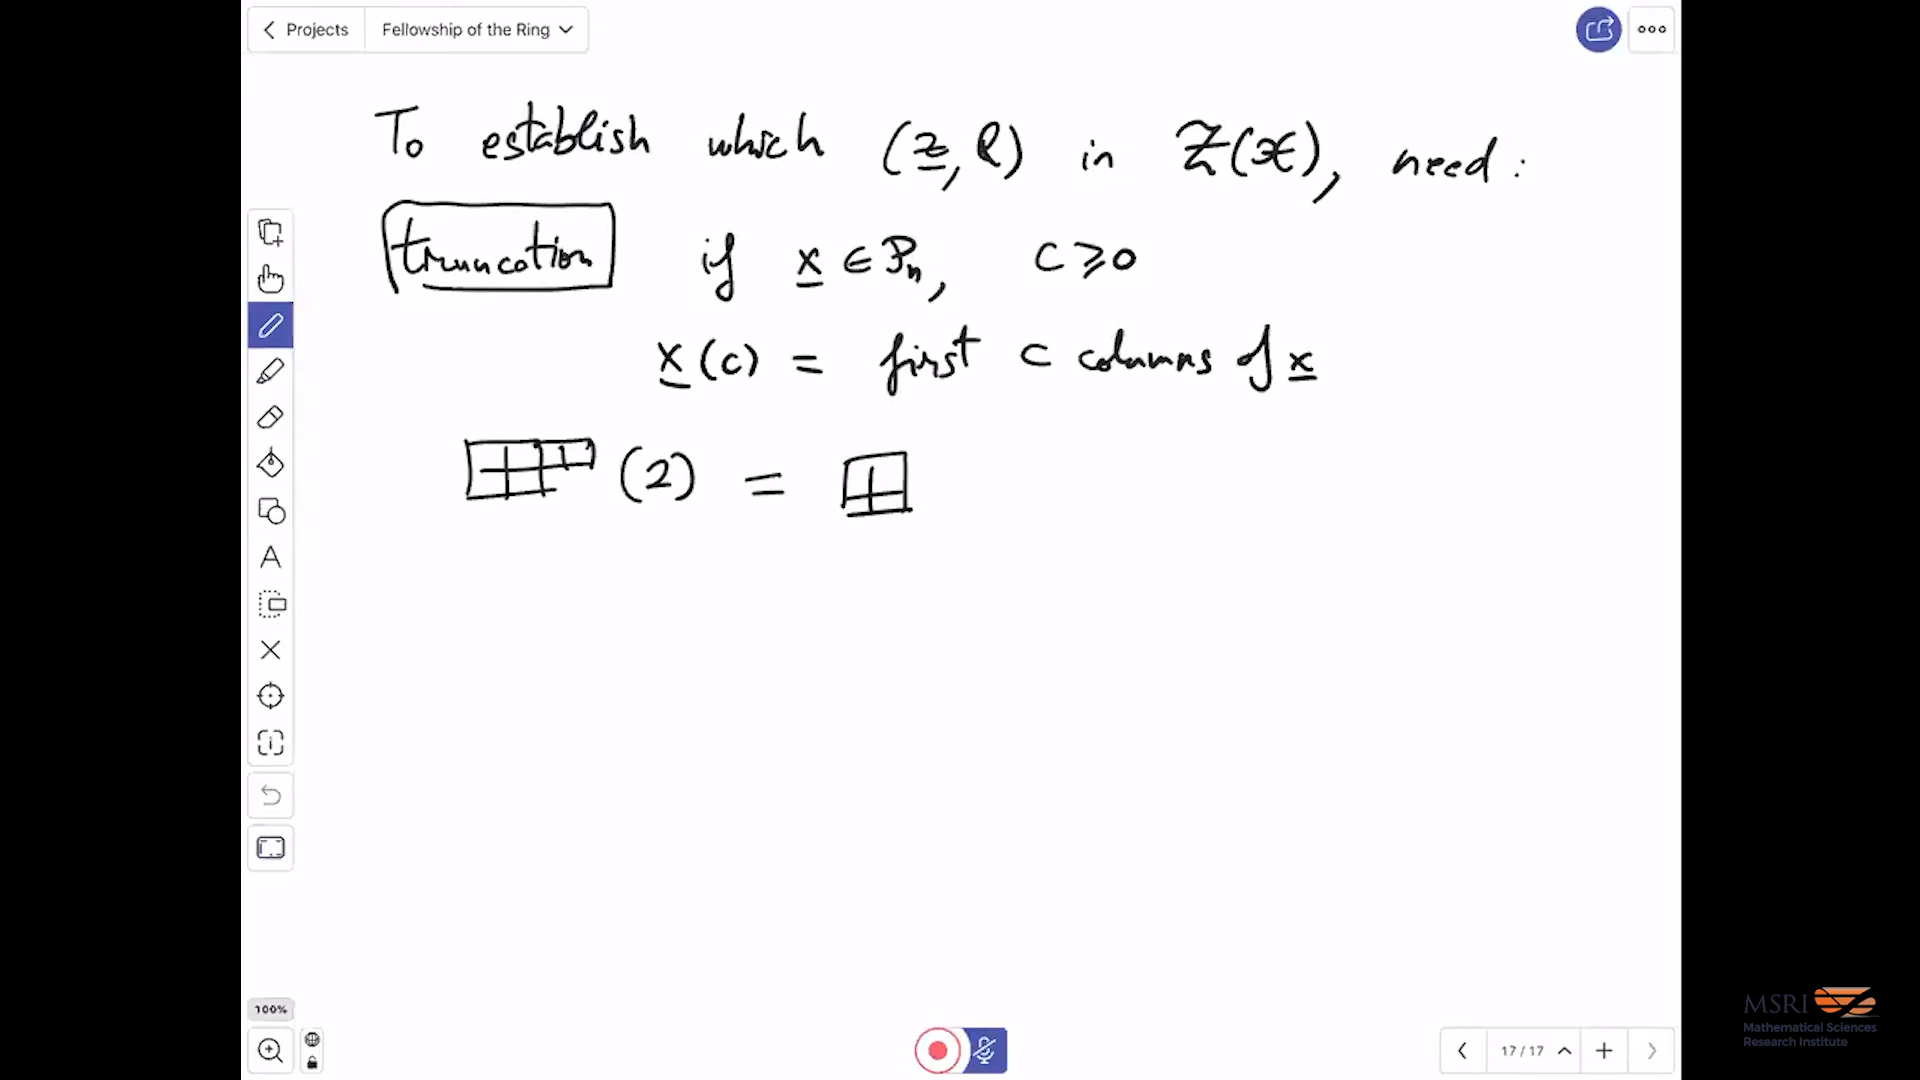 Projects
Fellowship of the Ring
To establish which (z, l) in Z(X), need :
truncation if x ∈ Pn, c ⩾ 0
x (c) = first c columns of x
(2) =
A
100%
17/17
MSRI
Mathematical Sciences
Research Institute